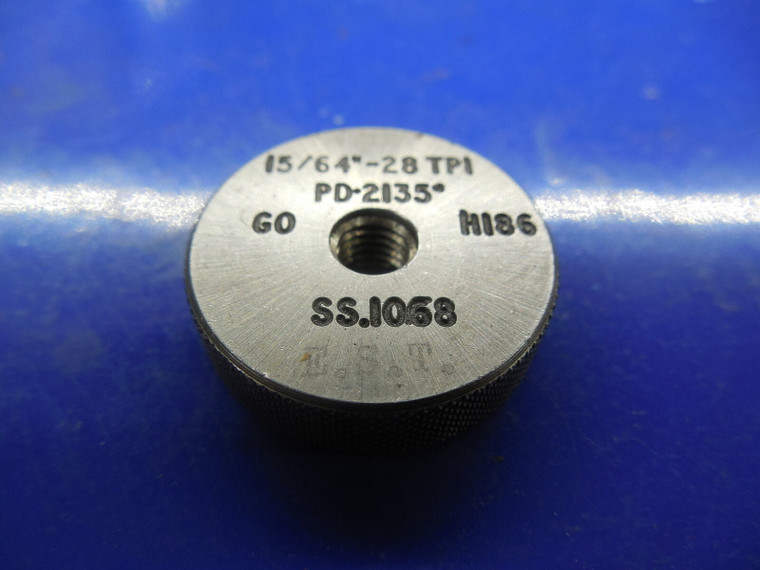 15/64"-28 TPI
PD-2135"
GO H186
SS.1068
I.S.T.